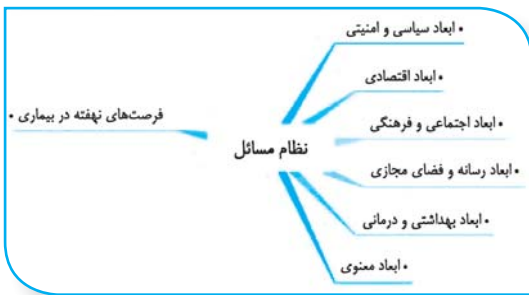 • ابعاد سیاسی و امنیتی
• ابعاد اقتصادی
• ابعاد اجتماعی و فرهنگی
• ابعاد رسانه و فضای مجازی
• ابعاد بهداشتی و درمانی
• ابعاد معنوی
نظام مسائل
فرصت‌های نهفته در بیماری •